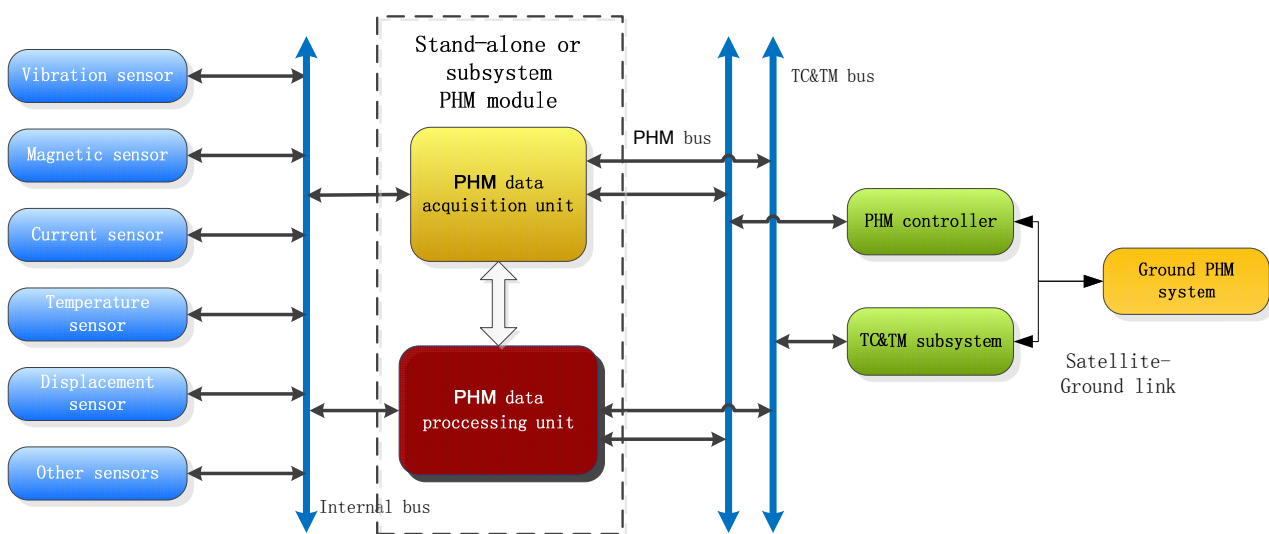 Vibration sensor
Magnetic sensor
Current sensor
Temperature
sensor
Displacement
sensor
Other sensors
Internal bus
Stand-alone or
subsystem
PHM module
PHM data
acquisition unit
PHM data
proccessing unit
PHM bus
TC&TM bus
PHM controller
TC&TM subsystem
Ground PHM
system
Satellite-
Ground link